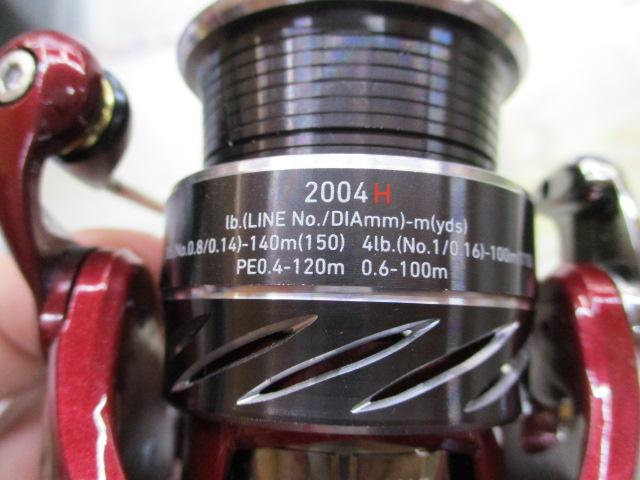 2004H
lb.(LINE No./DIAmm)-m(yds)
(No.0.8/0.14)-140m(150) 4lb.(No.1/0.16)-100m
PE0.4-120m 0.6-100m